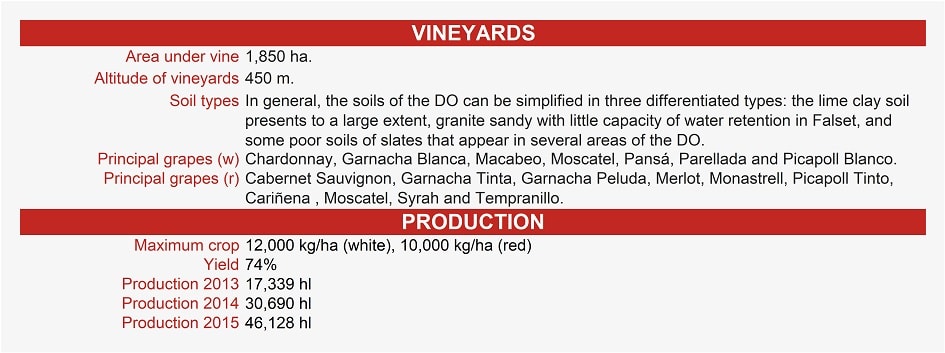 VINEYARDS
Area under vine 1,850 ha.
Altitude of vineyards 450 m.
Soil types In general, the soils of the DO can be simplified in three differentiated types: the lime clay soil
presents to a large extent, granite sandy with little capacity of water retention in Falset, and
some poor soils of slates that appear in several areas of the DO.
Principal grapes (w) Chardonnay, Garnacha Blanca, Macabeo, Moscatel, Pansá, Parellada and Picapoll Blanco.
Principal grapes (r) Cabernet Sauvignon, Garnacha Tinta, Garnacha Peluda, Merlot, Monastrell, Picapoll Tinto,
Cariñena , Moscatel, Syrah and Tempranillo.
PRODUCTION
Maximum crop 12,000 kg/ha (white), 10,000 kg/ha (red)
Yield 74%
Production 2013 17,339 hl
Production 2014 30,690 hl
Production 2015 46,128 hl